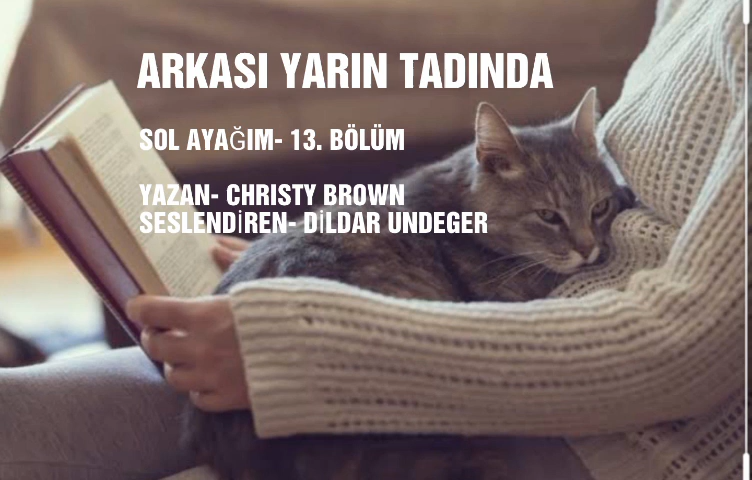 ARKASI YARIN TADINDA
SOL AYAĞIM- 13. BÖLÜM
YAZAN- CHRISTY BROWN
SESLENDİREN- DİLDAR UNDEGER